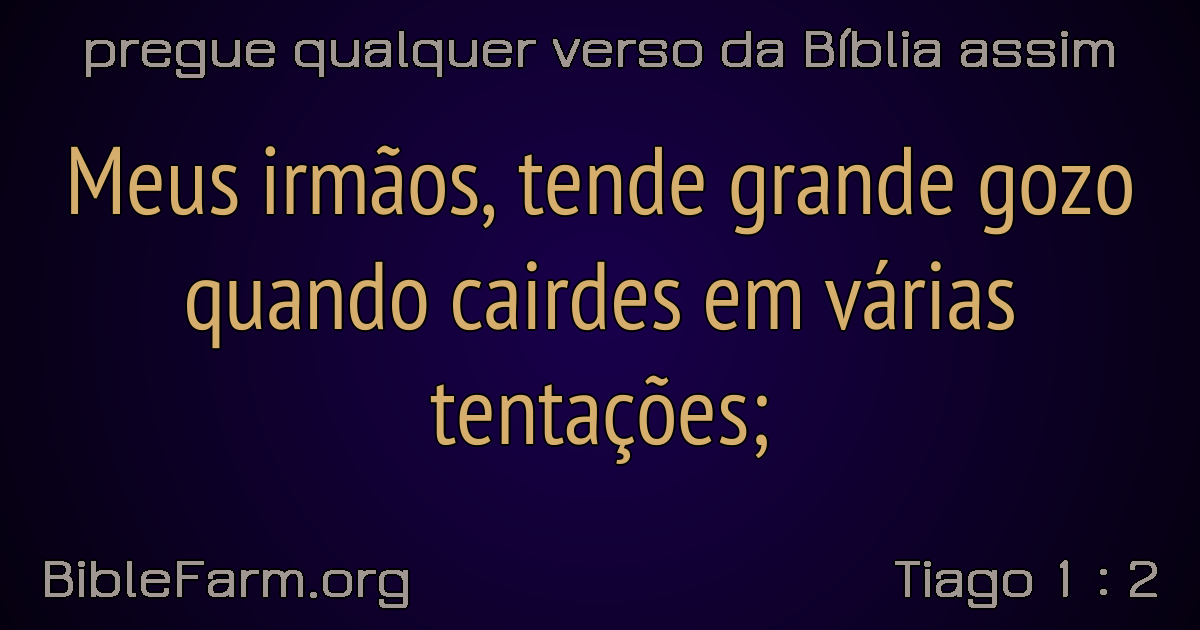 pregue qualquer verso da Bíblia assim
Meus irmãos, tende grande gozo
quando cairdes em várias
tentações;
BibleFarm.org
Tiago 1 : 2